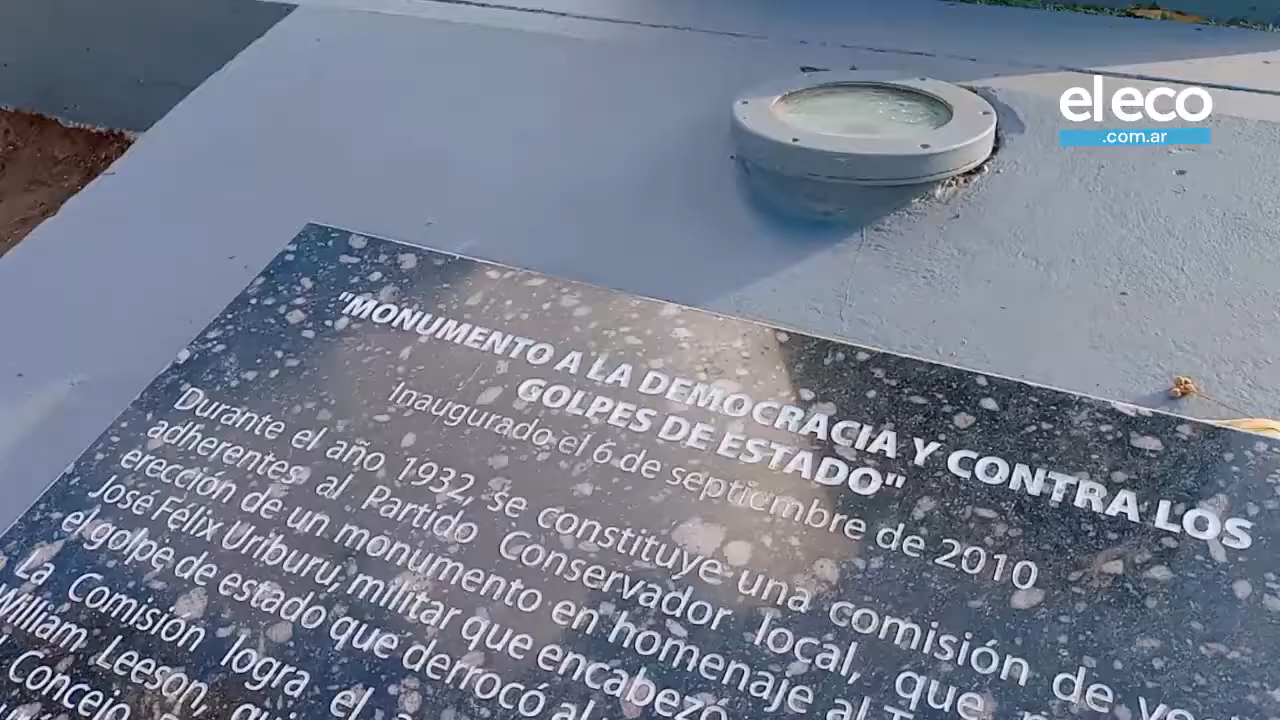 el eco
.com.ar
"MONUMENTO A LA DEMOCRACIA Y CONTRA LOS
GOLPES DE ESTADO"
Inaugurado el 6 de septiembre de 2010
Durante el año 1932, se constituye una comisión de
adherentes al Partido Conservador local, que
erección de un monumento en homenaje al
José Félix Uriburu, militar que encabezó
el golpe de estado que derrocó al
La Comisión logra el
William Leeson,
Concejo